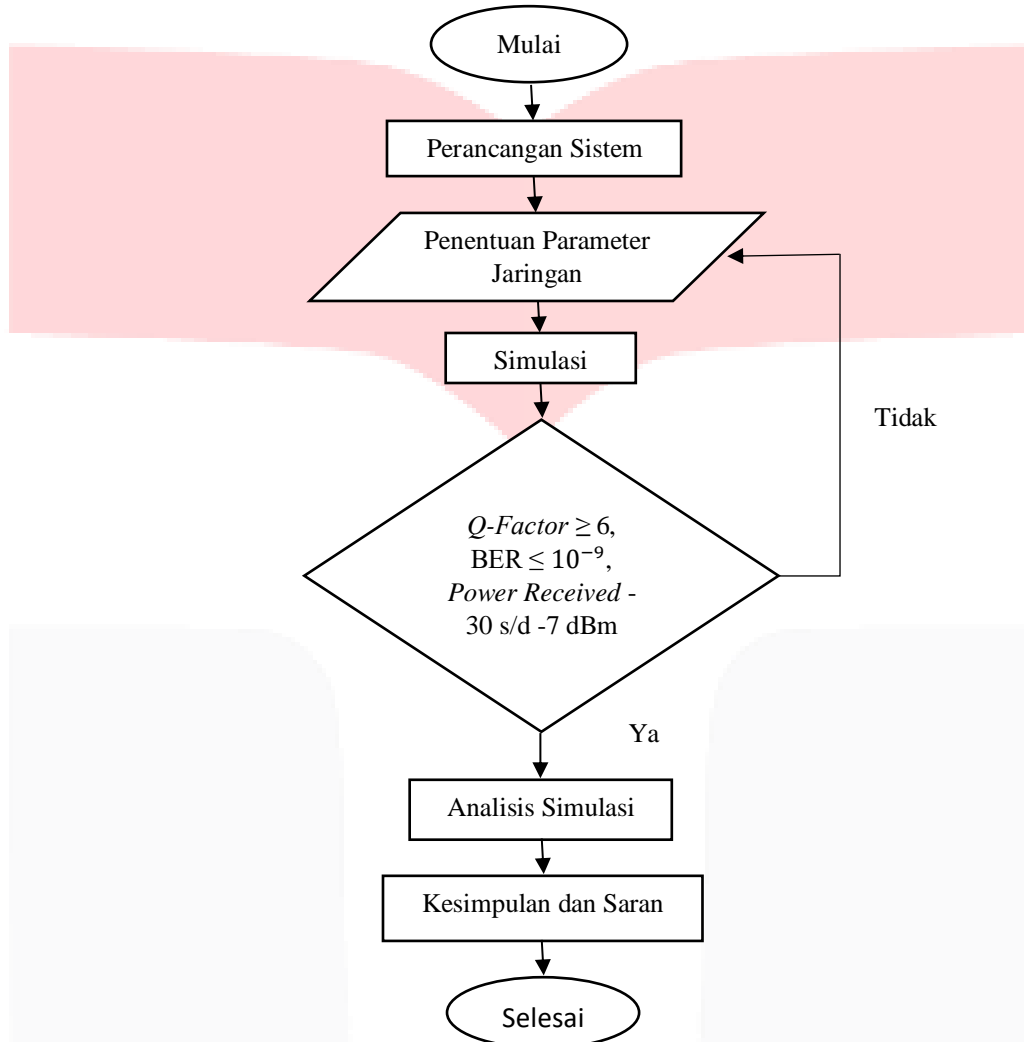 Mulai
Perancangan Sistem
Penentuan Parameter
Jaringan
Simulasi
Tidak
Q-Factor ≥ 6,
BER ≤ 10⁻⁹,
Power Received -
30 s/d -7 dBm
Ya
Analisis Simulasi
Kesimpulan dan Saran
Selesai